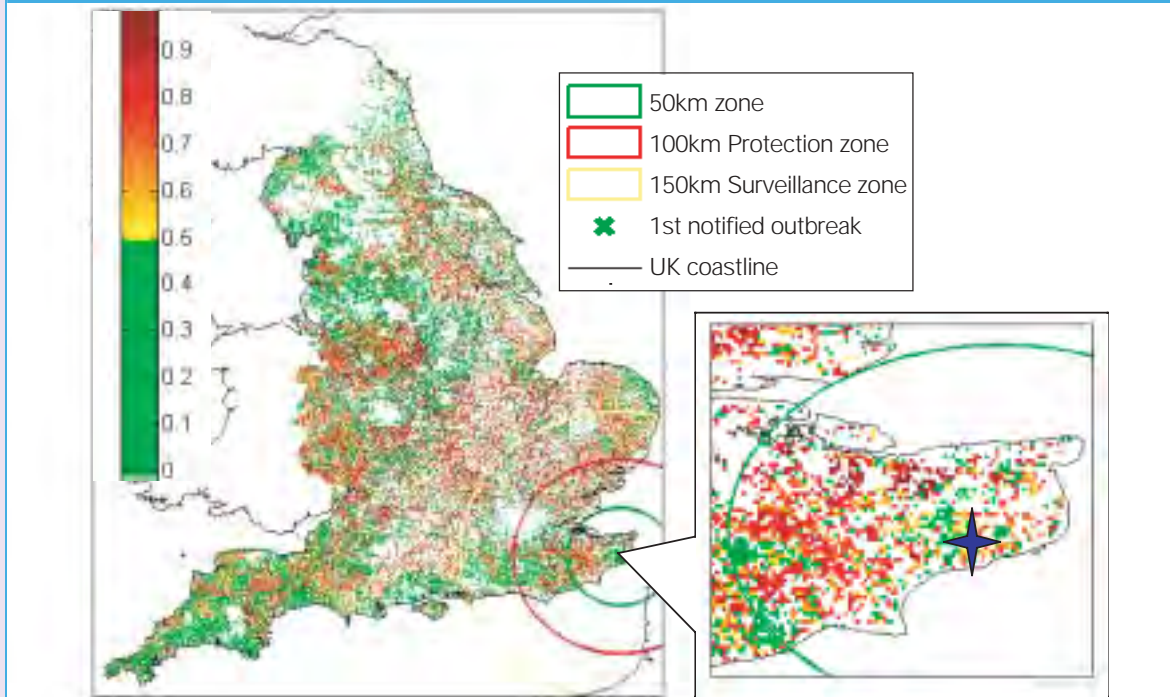 0.9
0.8
0.7
0.6
0.5
0.4
0.3
0.2
0.1
0
50km zone
100km Protection zone
150km Surveillance zone
1st notified outbreak
UK coastline